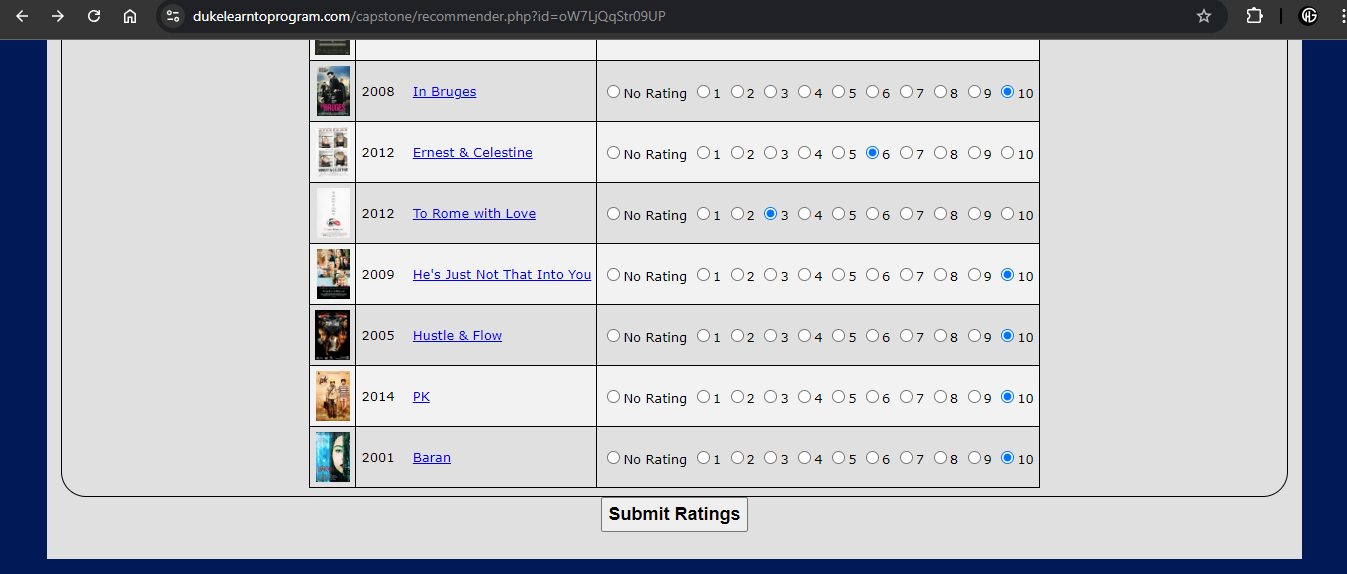 dukelearntoprogram.com/capstone/recommender.php?id=oW7LjQqStr09UP
2008 In Bruges No Rating 1 2 3 4 5 6 7 8 9 10
2012 Ernest & Celestine No Rating 1 2 3 4 5 6 7 8 9 10
2012 To Rome with Love No Rating 1 2 3 4 5 6 7 8 9 10
2009 He's Just Not That Into You No Rating 1 2 3 4 5 6 7 8 9 10
2005 Hustle & Flow No Rating 1 2 3 4 5 6 7 8 9 10
2014 PK No Rating 1 2 3 4 5 6 7 8 9 10
2001 Baran No Rating 1 2 3 4 5 6 7 8 9 10
Submit Ratings